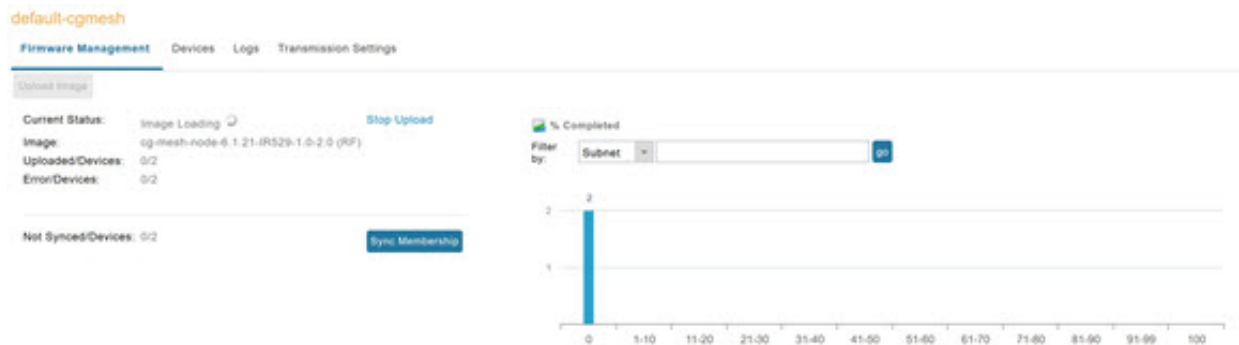 default-cgmesh
Firmware Management Devices Logs Transmission Settings
Upload Image
Current Status: Image Loading Stop Upload
Image: cg-mesh-node-6.1.21-IR529-1.0-2.0 (RF)
Uploaded/Devices: 0/2
Error/Devices: 0/2
Not Synced/Devices: 0/2
Sync Membership
% Completed
Filter by: Subnet go
2
2
1
0 1-10 11-20 21-30 31-40 41-50 51-60 61-70 71-80 81-90 91-99 100